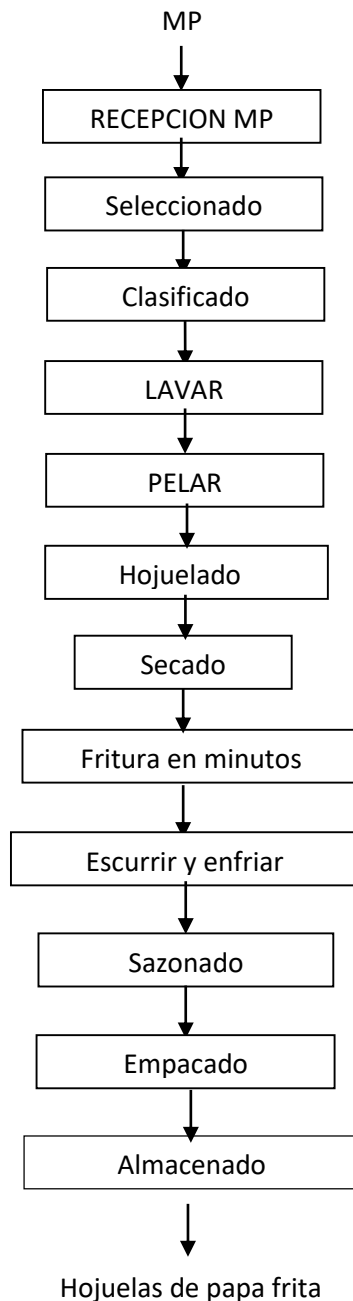 MP
RECEPCION MP
Seleccionado
Clasificado
LAVAR
PELAR
Hojuelado
Secado
Fritura en minutos
Escurrir y enfriar
Sazonado
Empacado
Almacenado
Hojuelas de papa frita